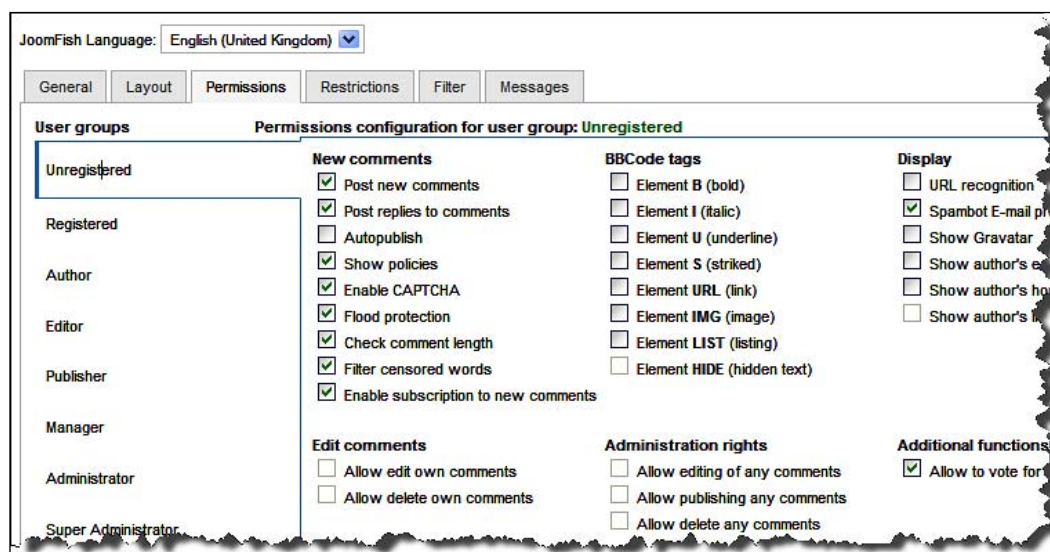 JoomFish Language: English (United Kingdom)
General Layout Permissions Restrictions Filter Messages
User groups
Permissions configuration for user group: Unregistered
Unregistered
Registered
Author
Editor
Publisher
Manager
Administrator
Super Administrator
New comments
Post new comments
Post replies to comments
Autopublish
Show policies
Enable CAPTCHA
Flood protection
Check comment length
Filter censored words
Enable subscription to new comments
BBCode tags
Element B (bold)
Element I (italic)
Element U (underline)
Element S (striked)
Element URL (link)
Element IMG (image)
Element LIST (listing)
Element HIDE (hidden text)
Display
URL recognition
Spambot E-mail
Show Gravatar
Show author's
Show author's
Show author's
Edit comments
Allow edit own comments
Allow delete own comments
Administration rights
Allow editing of any comments
Allow publishing any comments
Allow delete any comments
Additional functions
Allow to vote for